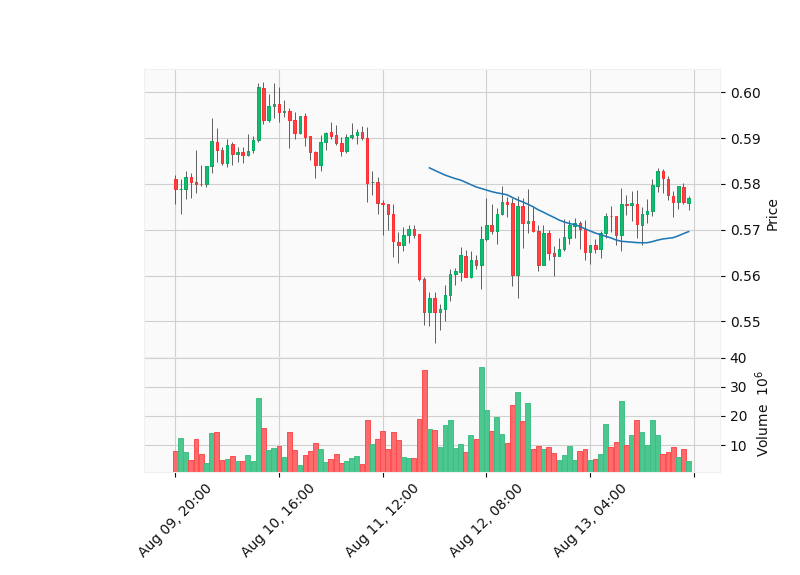 0.60
0.59
0.58
0.57
0.56
0.55
Price
40
30
20
10
Volume 10^6
Aug 09, 20:00
Aug 10, 16:00
Aug 11, 12:00
Aug 12, 08:00
Aug 13, 04:00